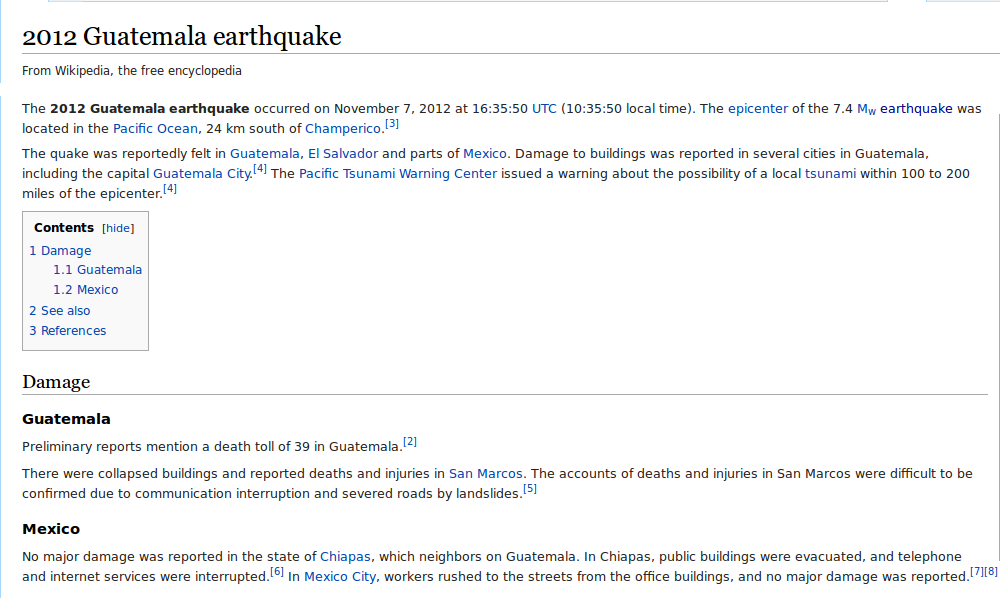 2012 Guatemala earthquake
From Wikipedia, the free encyclopedia
The 2012 Guatemala earthquake occurred on November 7, 2012 at 16:35:50 UTC (10:35:50 local time). The epicenter of the 7.4 Mw earthquake was
located in the Pacific Ocean, 24 km south of Champerico.[3]
The quake was reportedly felt in Guatemala, El Salvador and parts of Mexico. Damage to buildings was reported in several cities in Guatemala,
including the capital Guatemala City.[4] The Pacific Tsunami Warning Center issued a warning about the possibility of a local tsunami within 100 to 200
miles of the epicenter.[4]
Contents [hide]
1 Damage
1.1 Guatemala
1.2 Mexico
2 See also
3 References
Damage
Guatemala
Preliminary reports mention a death toll of 39 in Guatemala.[2]
There were collapsed buildings and reported deaths and injuries in San Marcos. The accounts of deaths and injuries in San Marcos were difficult to be
confirmed due to communication interruption and severed roads by landslides.[5]
Mexico
No major damage was reported in the state of Chiapas, which neighbors on Guatemala. In Chiapas, public buildings were evacuated, and telephone
and internet services were interrupted.[6] In Mexico City, workers rushed to the streets from the office buildings, and no major damage was reported.[7][8]